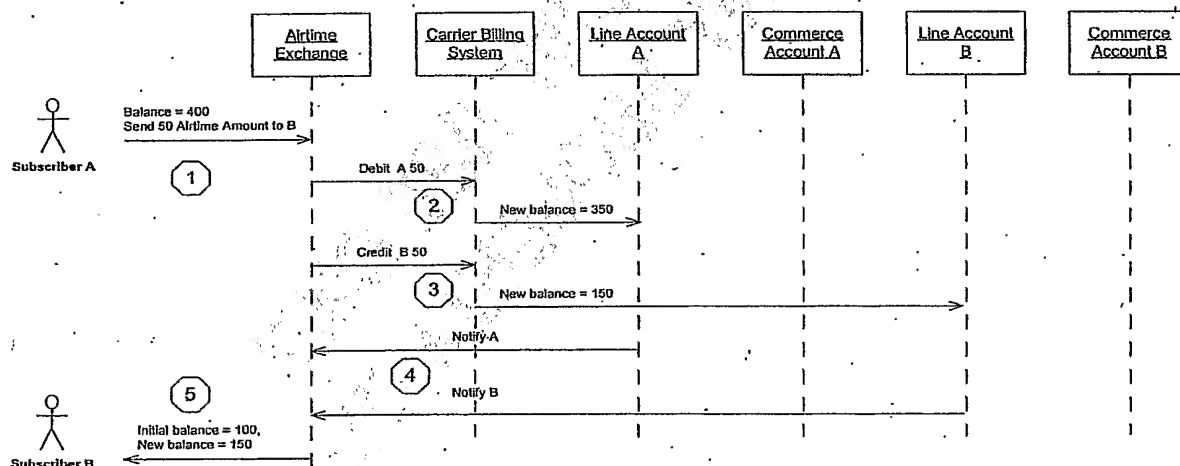 Airtime
Exchange
Carrier Billing
System
Line Account
A
Commerce
Account A
Line Account
B
Commerce
Account B
Balance = 400
Send 50 Airtime Amount to B
Subscriber A
1
Debit A 50
2
New balance = 350
Credit B 50
3
New balance = 150
Notify A
4
Notify B
5
Initial balance = 100,
New balance = 150
Subscriber B